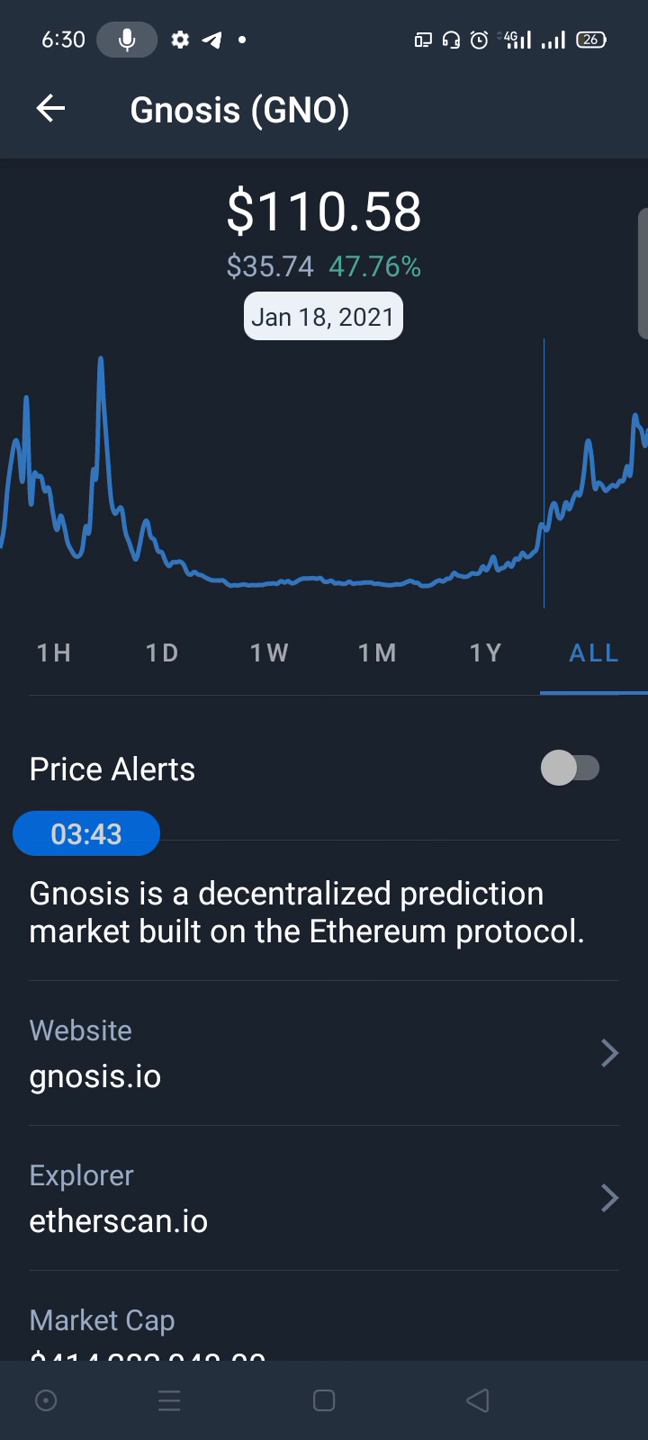 6:30
4G
26
Gnosis (GNO)
$110.58
$35.74 47.76%
Jan 18, 2021
1H 1D 1W 1M 1Y ALL
Price Alerts
03:43
Gnosis is a decentralized prediction
market built on the Ethereum protocol.
Website
gnosis.io
Explorer
etherscan.io
Market Cap